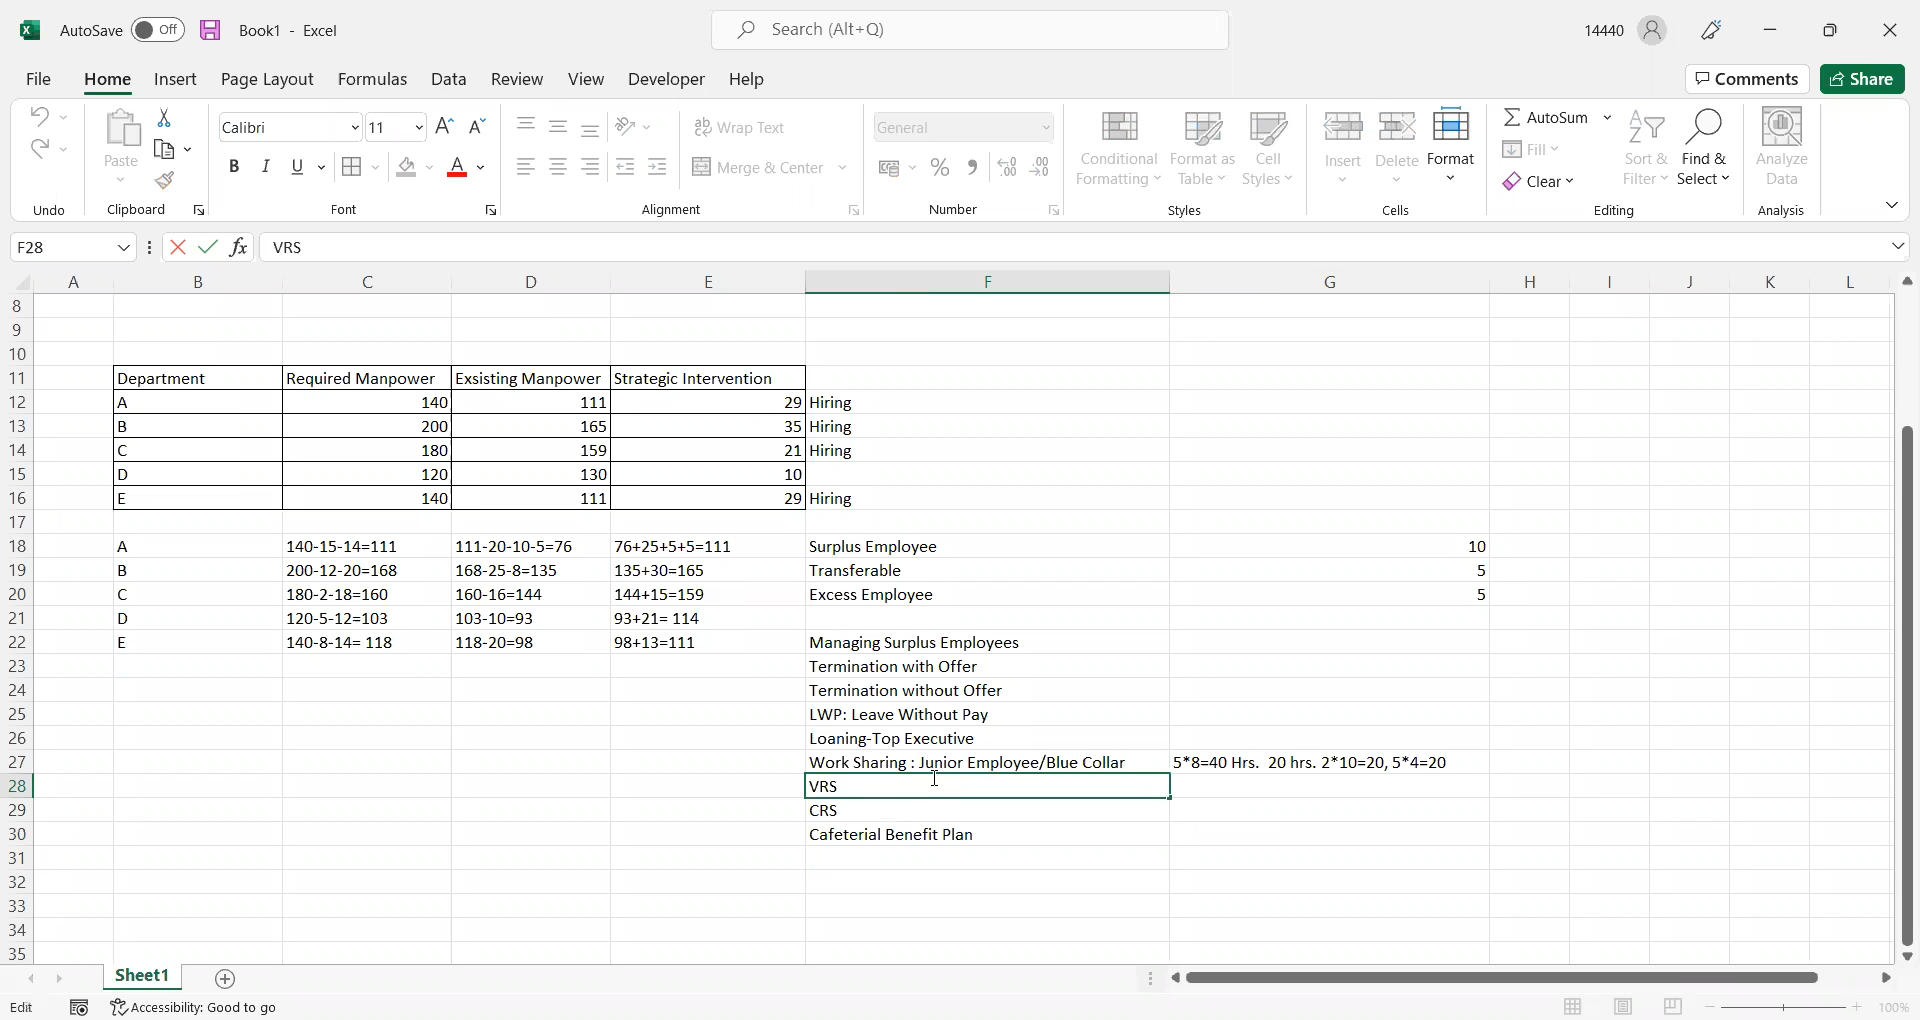 AutoSave Off Book1 - Excel Search (Alt+Q) 14440
File Home Insert Page Layout Formulas Data Review View Developer Help Comments Share
Calibri 11 ab Wrap Text General AutoSum
Paste B I U A Merge & Center % , Conditional Formatting Format as Table Cell Styles Insert Delete Format Fill Clear Sort & Filter Find & Select Analyze Data
Undo Clipboard Font Alignment Number Styles Cells Editing Analysis
F28 fx VRS
A B C D E F G H I J K L
8
9
10
11 Department Required Manpower Exsisting Manpower Strategic Intervention
12 A 140 111 29 Hiring
13 B 200 165 35 Hiring
14 C 180 159 21 Hiring
15 D 120 130 10
16 E 140 111 29 Hiring
17
18 A 140-15-14=111 111-20-10-5=76 76+25+5+5=111 Surplus Employee 10
19 B 200-12-20=168 168-25-8=135 135+30=165 Transferable 5
20 C 180-2-18=160 160-16=144 144+15=159 Excess Employee 5
21 D 120-5-12=103 103-10=93 93+21= 114
22 E 140-8-14= 118 118-20=98 98+13=111 Managing Surplus Employees
23 Termination with Offer
24 Termination without Offer
25 LWP: Leave Without Pay
26 Loaning-Top Executive
27 Work Sharing : Junior Employee/Blue Collar 5*8=40 Hrs. 20 hrs. 2*10=20, 5*4=20
28 VRS
29 CRS
30 Cafeterial Benefit Plan
31
32
33
34
35
Sheet1
Edit Accessibility: Good to go 100%